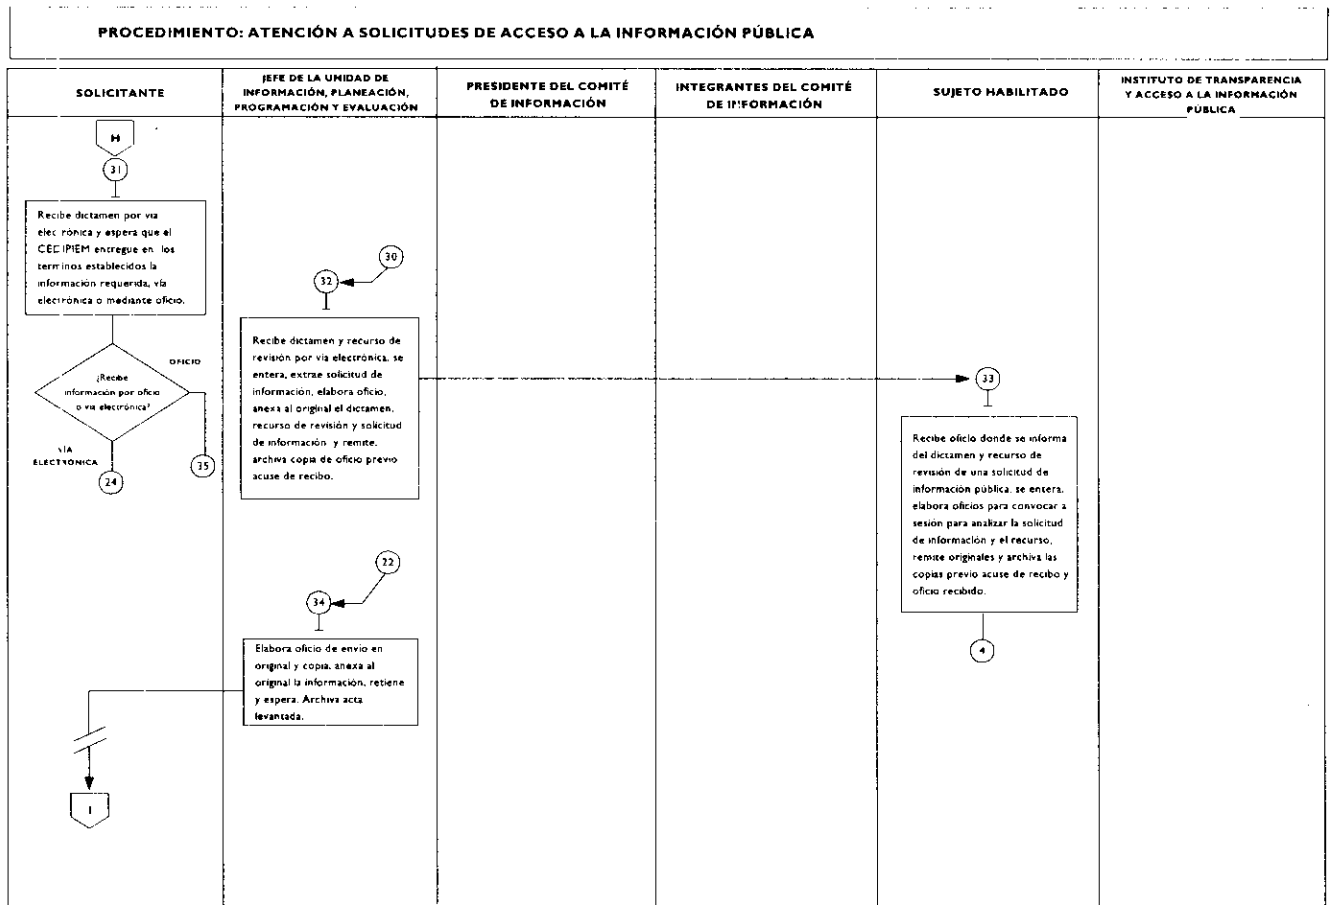 PROCEDIMIENTO: ATENCIÓN A SOLICITUDES DE ACCESO A LA INFORMACIÓN PÚBLICA
SOLICITANTE
JEFE DE LA UNIDAD DE
INFORMACIÓN, PLANEACIÓN,
PROGRAMACIÓN Y EVALUACIÓN
PRESIDENTE DEL COMITÉ
DE INFORMACIÓN
INTEGRANTES DEL COMITÉ
DE INFORMACIÓN
SUJETO HABILITADO
INSTITUTO DE TRANSPARENCIA
Y ACCESO A LA INFORMACIÓN
PÚBLICA
H
31
Recibe dictamen por via
electrónica y espera que el
CEDIPIEM entregue en los
terminos establecidos la
información requerida, vía
electrónica o mediante oficio.
OFICIO
¿Recibe
información por oficio
o via electrónica?
VÍA
ELECTRÓNICA
24
35
30
32
Recibe dictamen y recurso de
revisión por via electrónica, se
entera, extrae solicitud de
información, elabora oficio,
anexa al original el dictamen,
recurso de revisión y solicitud
de información y remite,
archiva copia de oficio previo
acuse de recibo.
33
Recibe oficio donde se informa
del dictamen y recurso de
revisión de una solicitud de
información pública, se entera,
elabora oficios para convocar a
sesión para analizar la solicitud
de información y el recurso,
remite originales y archiva las
copias previo acuse de recibo y
oficio recibido.
4
22
34
Elabora oficio de envio en
original y copia, anexa al
original la información, retiene
y espera. Archiva acta
levantada.
I